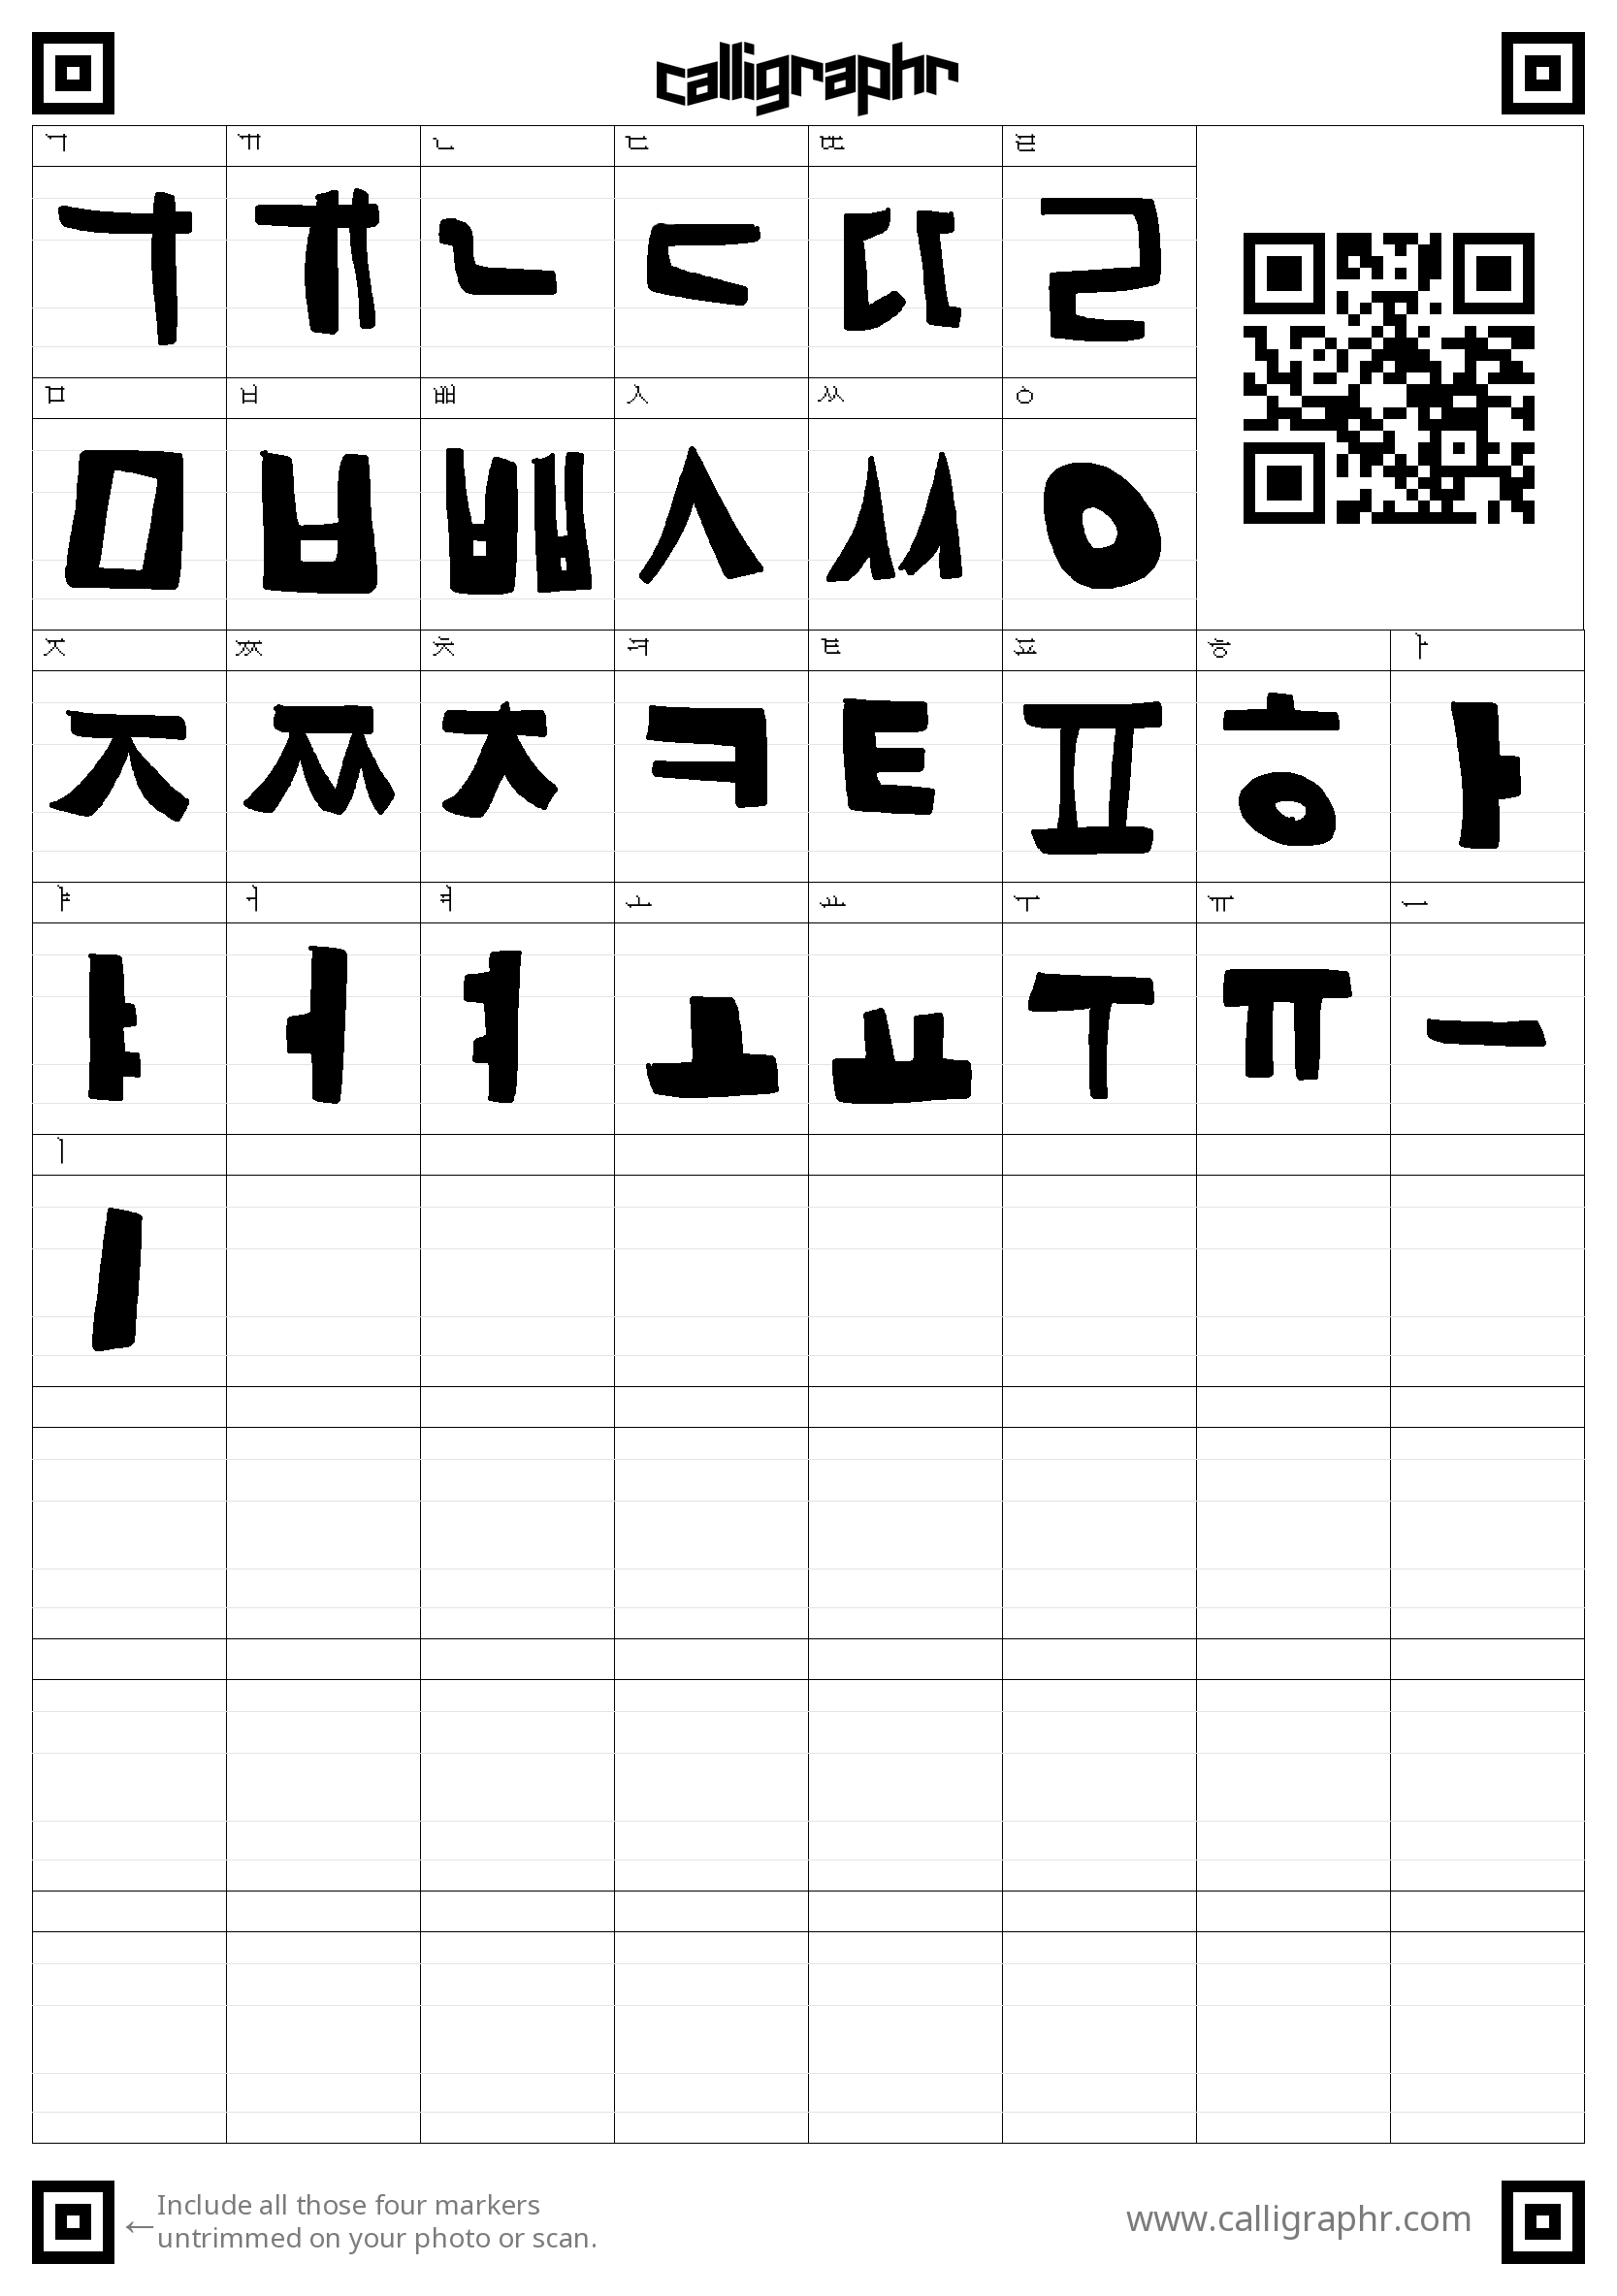 calligraphr
ㄱ ㄲ ㄴ ㄷ ㄸ ㄹ
ㅁ ㅂ ㅃ ㅅ ㅆ ㅇ
ㅈ ㅉ ㅊ ㅋ ㅌ ㅍ ㅎ ㅏ
ㅑ ㅓ ㅕ ㅗ ㅛ ㅜ ㅠ ㅡ
ㅣ
← Include all those four markers
untrimmed on your photo or scan.
www.calligraphr.com